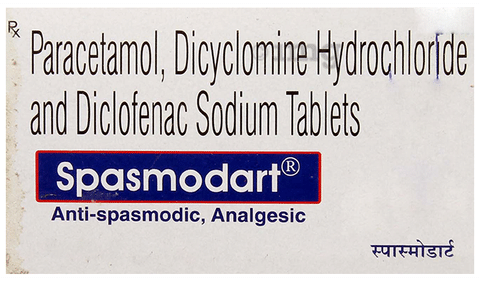 Rx
Paracetamol, Dicyclomine Hydrochloride
and Diclofenac Sodium Tablets
Spasmodart®
Anti-spasmodic, Analgesic
स्पास्मोडार्ट